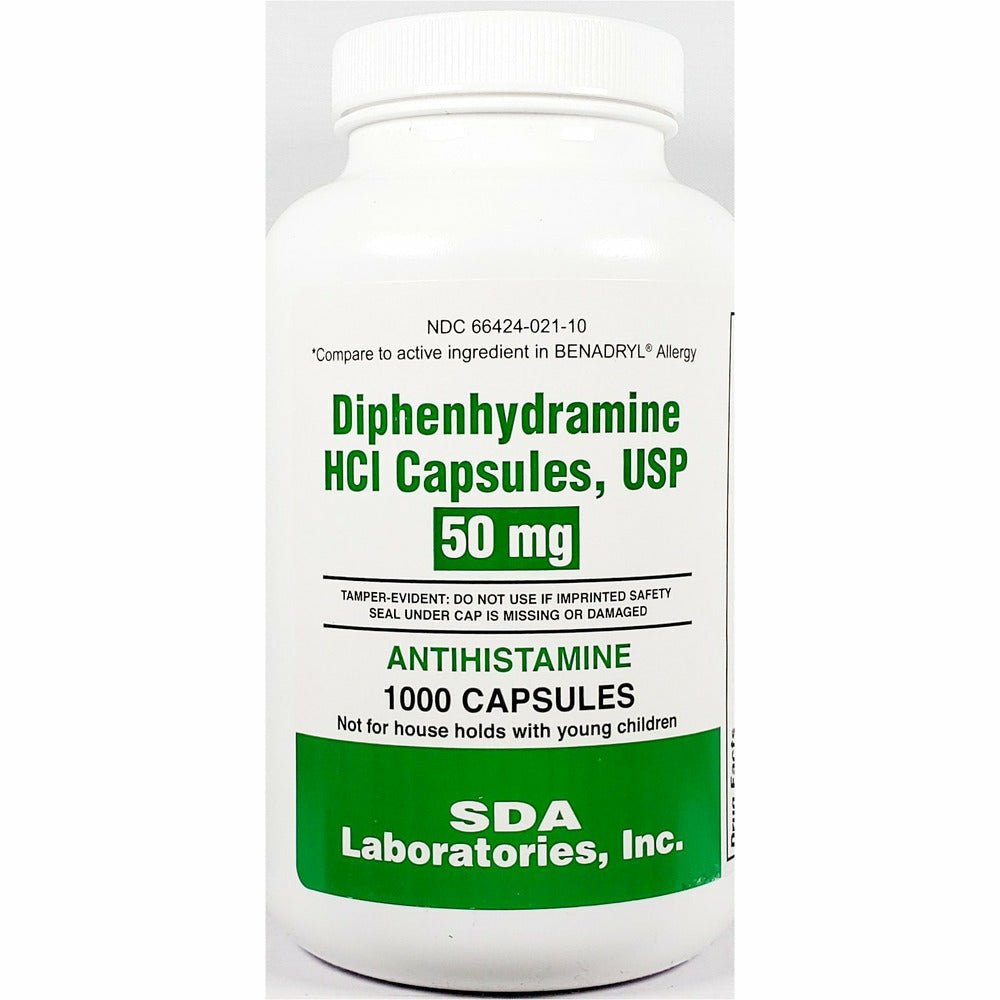 NDC 66424-021-10
*Compare to active ingredient in BENADRYL® Allergy
Diphenhydramine
HCl Capsules, USP
50 mg
TAMPER-EVIDENT: DO NOT USE IF IMPRINTED SAFETY
SEAL UNDER CAP IS MISSING OR DAMAGED
ANTIHISTAMINE
1000 CAPSULES
Not for house holds with young children
SDA
Laboratories, Inc.
Drug Facts